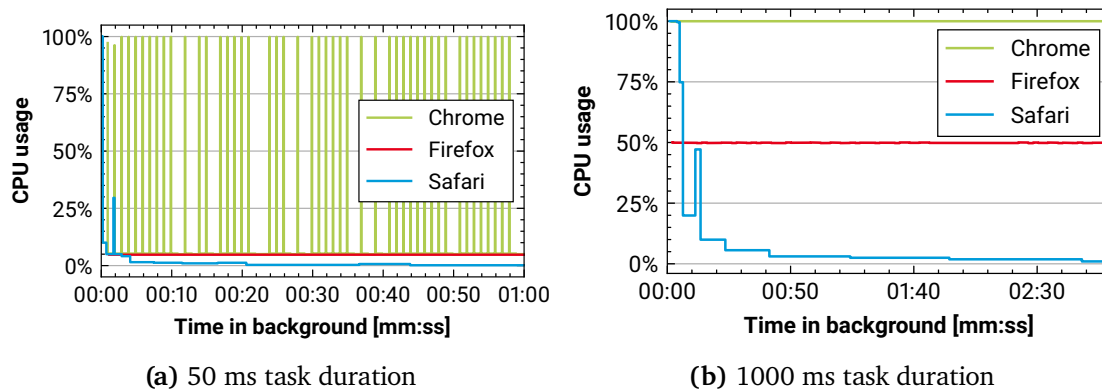 100%
75%
50%
25%
0%
CPU usage
Chrome
Firefox
Safari
00:00 00:10 00:20 00:30 00:40 00:50 01:00
Time in background [mm:ss]
(a) 50 ms task duration
100%
75%
50%
25%
0%
CPU usage
Chrome
Firefox
Safari
00:00 00:50 01:40 02:30
Time in background [mm:ss]
(b) 1000 ms task duration